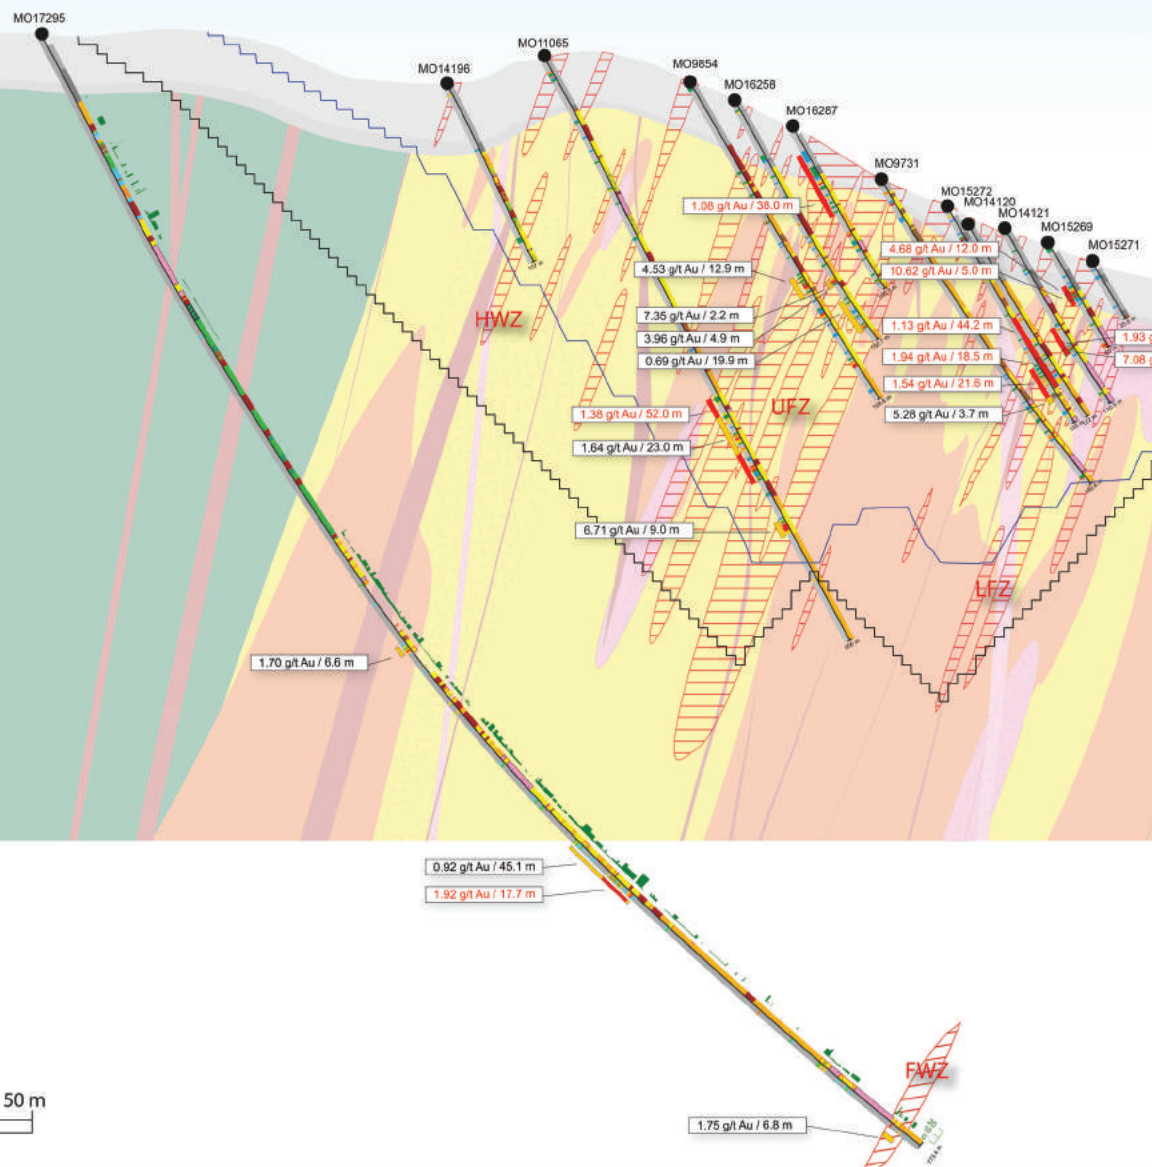 MO17295
MO14196
MO11065
MO9854
MO16258
MO16287
MO9731
MO15272
MO14120
MO14121
MO15269
MO15271
1.08 g/t Au / 38.0 m
4.68 g/t Au / 12.0 m
4.53 g/t Au / 12.9 m
10.62 g/t Au / 5.0 m
7.35 g/t Au / 2.2 m
HWZ
1.13 g/t Au / 44.2 m
3.96 g/t Au / 4.9 m
1.93 g
0.69 g/t Au / 19.9 m
1.94 g/t Au / 18.5 m
7.08
1.54 g/t Au / 21.6 m
UFZ
1.38 g/t Au / 52.0 m
5.28 g/t Au / 3.7 m
1.64 g/t Au / 23.0 m
6.71 g/t Au / 9.0 m
LFZ
1.70 g/t Au / 6.6 m
0.92 g/t Au / 45.1 m
1.92 g/t Au / 17.7 m
FWZ
50 m
1.75 g/t Au / 6.8 m